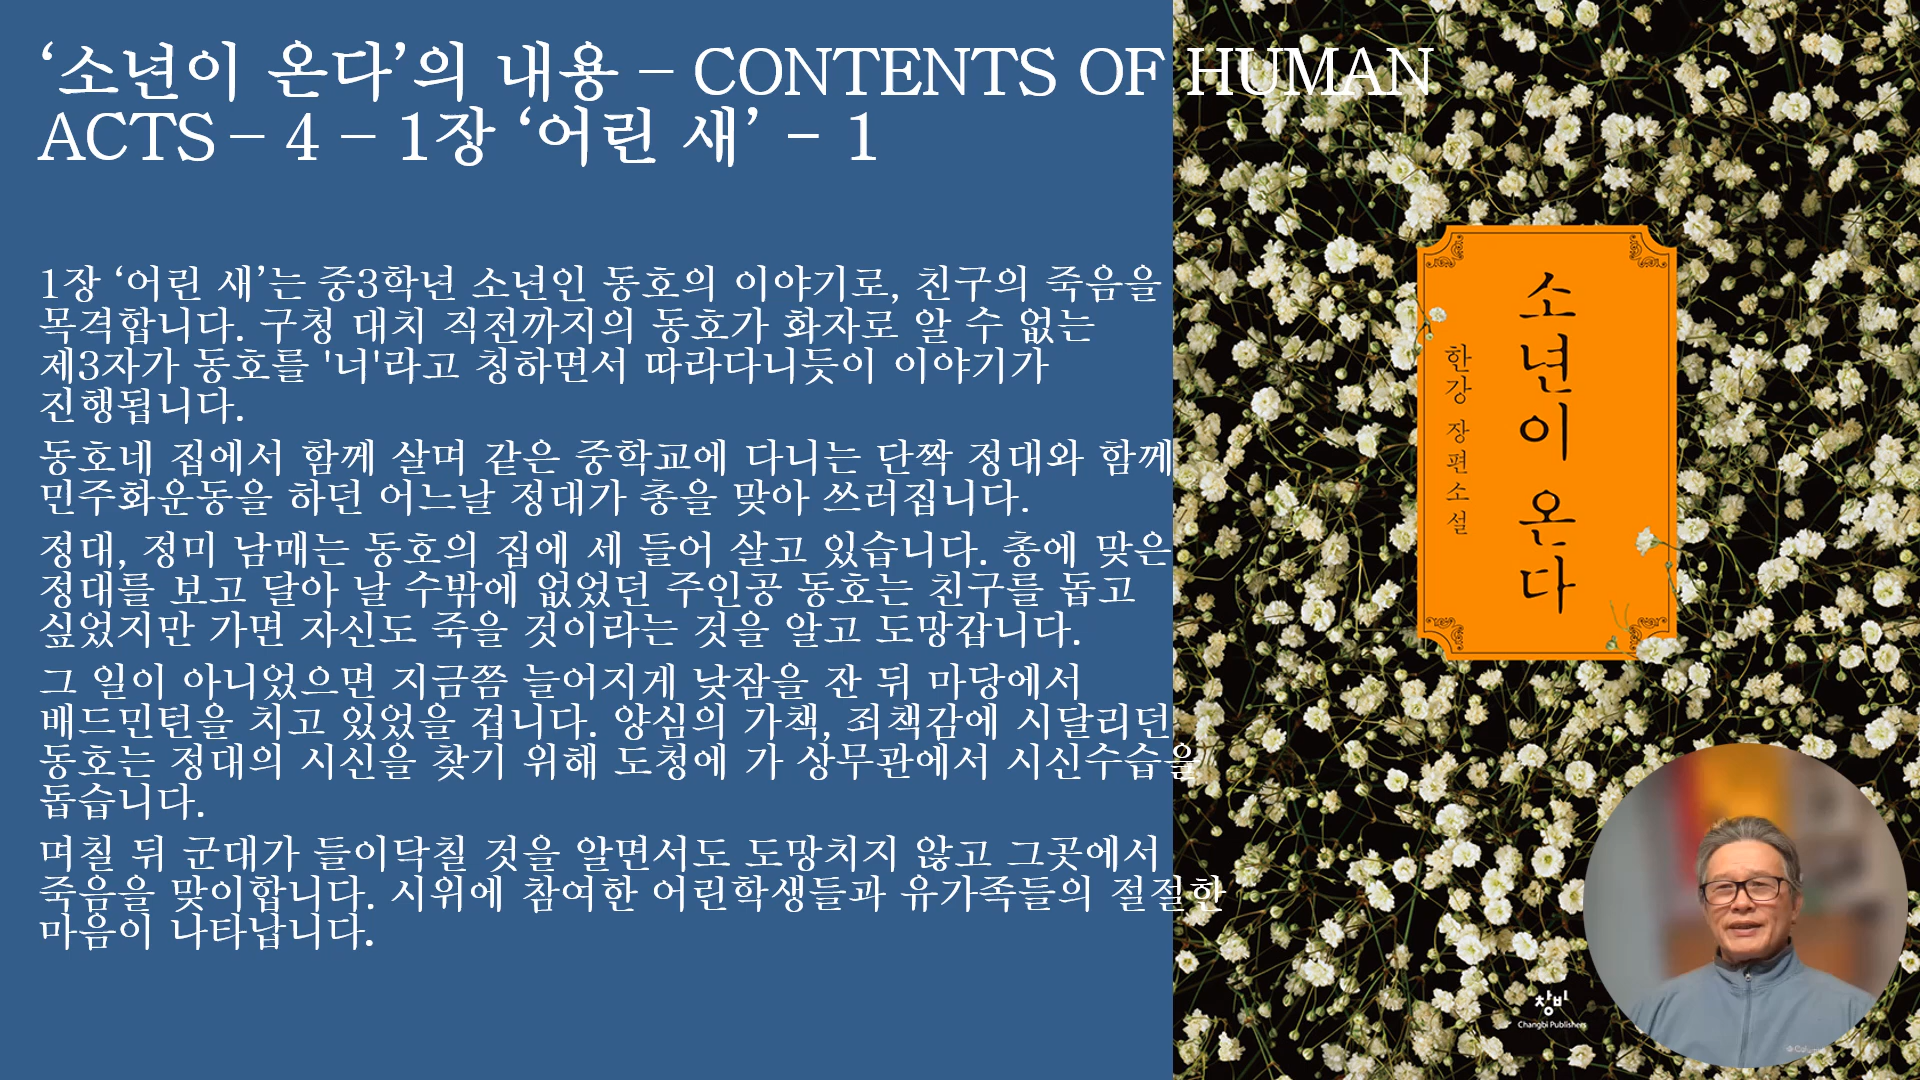 ‘소년이 온다’의 내용 – CONTENTS OF HUMAN
ACTS – 4 – 1장 ‘어린 새’ – 1
1장 ‘어린 새’는 중3학년 소년인 동호의 이야기로, 친구의 죽음을
목격합니다. 구청 대치 직전까지의 동호가 화자로 알 수 없는
제3자가 동호를 '너'라고 칭하면서 따라다니듯이 이야기가
진행됩니다.
동호네 집에서 함께 살며 같은 중학교에 다니는 단짝 정대와 함께
민주화운동을 하던 어느날 정대가 총을 맞아 쓰러집니다.
정대, 정미 남매는 동호의 집에 세 들어 살고 있습니다. 총에 맞은
정대를 보고 달아 날 수밖에 없었던 주인공 동호는 친구를 돕고
싶었지만 가면 자신도 죽을 것이라는 것을 알고 도망갑니다.
그 일이 아니었으면 지금쯤 늘어지게 낮잠을 잔 뒤 마당에서
배드민턴을 치고 있었을 겁니다. 양심의 가책, 죄책감에 시달리던
동호는 정대의 시신을 찾기 위해 도청에 가 상무관에서 시신수습을
돕습니다.
며칠 뒤 군대가 들이닥칠 것을 알면서도 도망치지 않고 그곳에서
죽음을 맞이합니다. 시위에 참여한 어린학생들과 유가족들의 절절한
마음이 나타납니다.
소년이 온다
한강 장편소설
창비
Changbi Publishers
Columbia